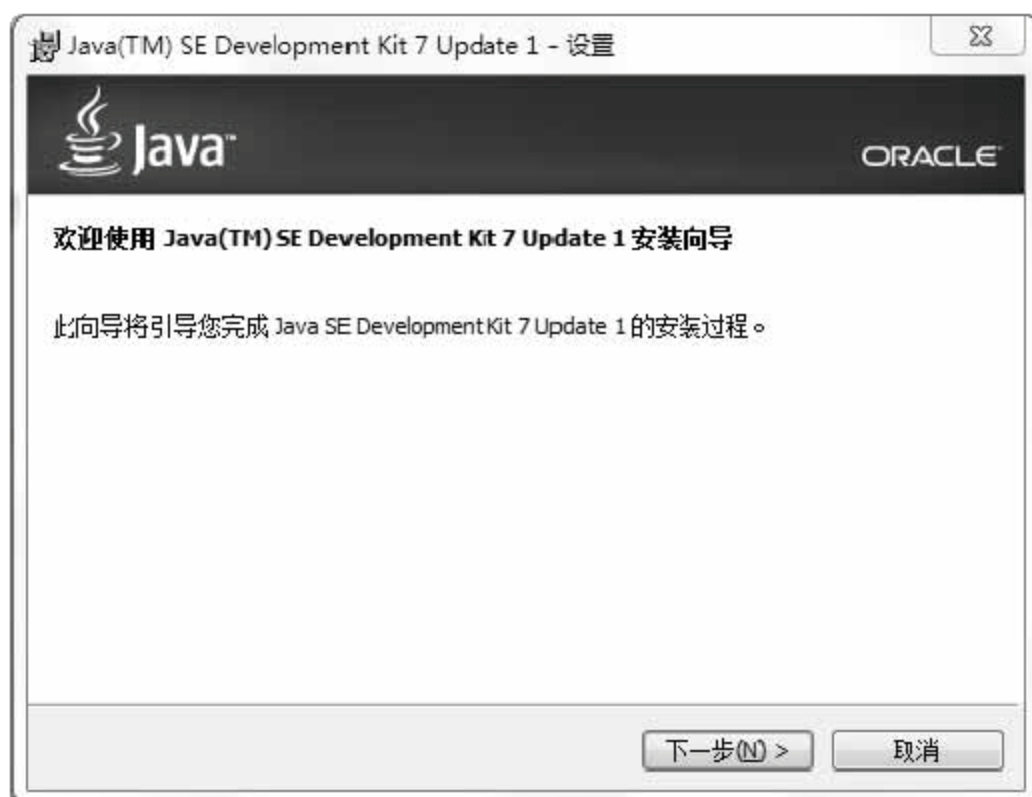 Java(TM) SE Development Kit 7 Update 1 - 设置
Java™
ORACLE
欢迎使用 Java(TM) SE Development Kit 7 Update 1 安装向导
此向导将引导您完成 Java SE Development Kit 7 Update 1 的安装过程。
下一步(N) >
取消